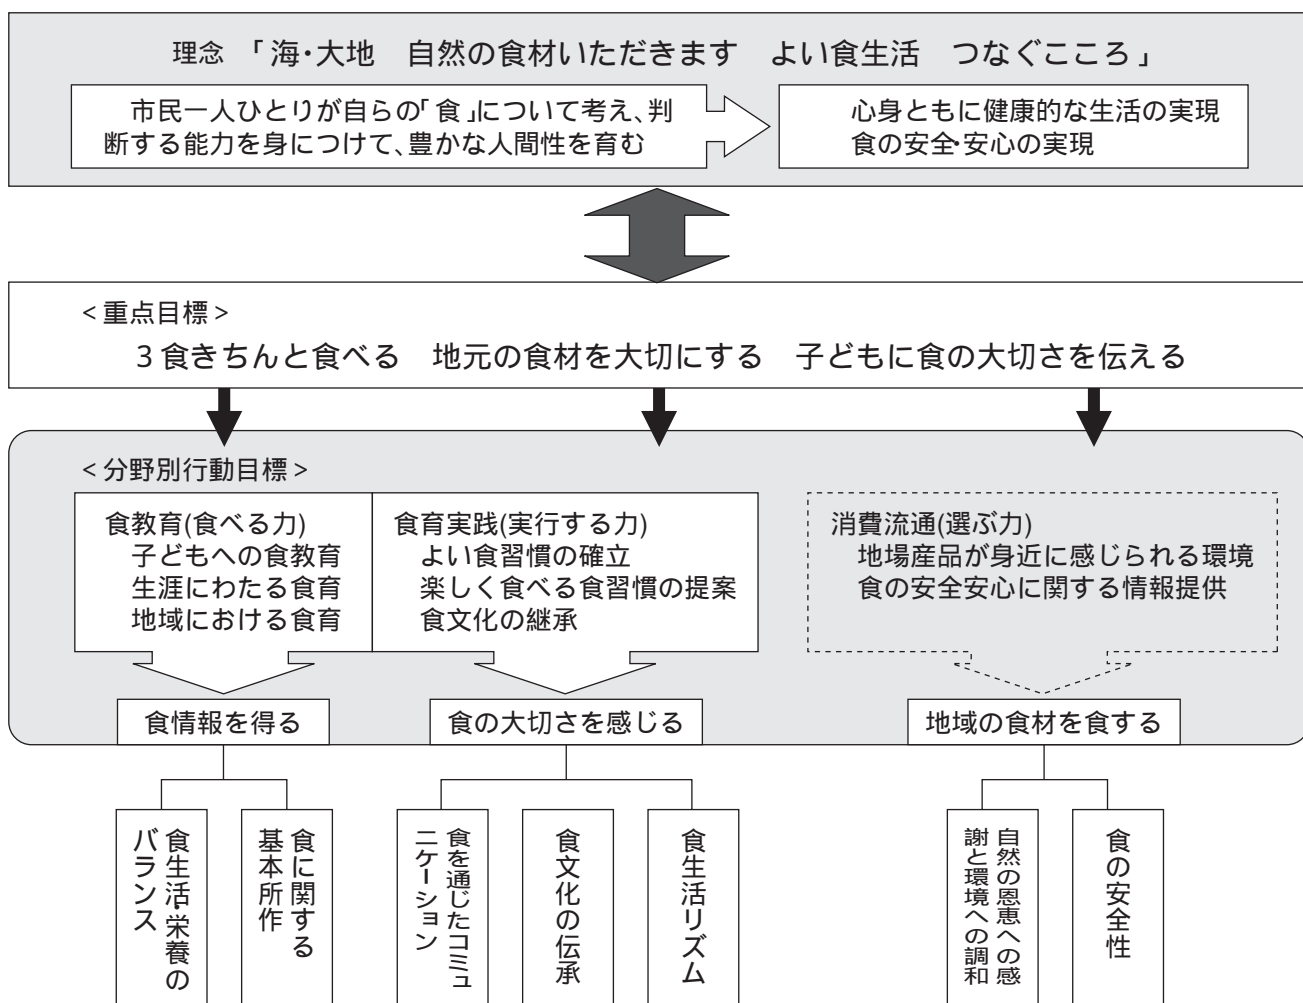 理念 「海・大地　自然の食材いただきます　よい食生活　つなぐこころ」
市民一人ひとりが自らの「食」について考え、判
断する能力を身につけて、豊かな人間性を育む
心身ともに健康的な生活の実現
食の安全・安心の実現
＜重点目標＞
３食きちんと食べる　地元の食材を大切にする　子どもに食の大切さを伝える
＜分野別行動目標＞
食教育(食べる力)
子どもへの食教育
生涯にわたる食育
地域における食育
食育実践(実行する力)
よい食習慣の確立
楽しく食べる食習慣の提案
食文化の継承
消費流通(選ぶ力)
地場産品が身近に感じられる環境
食の安全安心に関する情報提供
食情報を得る
食の大切さを感じる
地域の食材を食する
食生活・栄養の
バランス
食に関する
基本所作
食を通じたコミュ
ニケーション
食文化の伝承
食生活リズム
自然の恩恵への感
謝と環境への調和
食の安全性